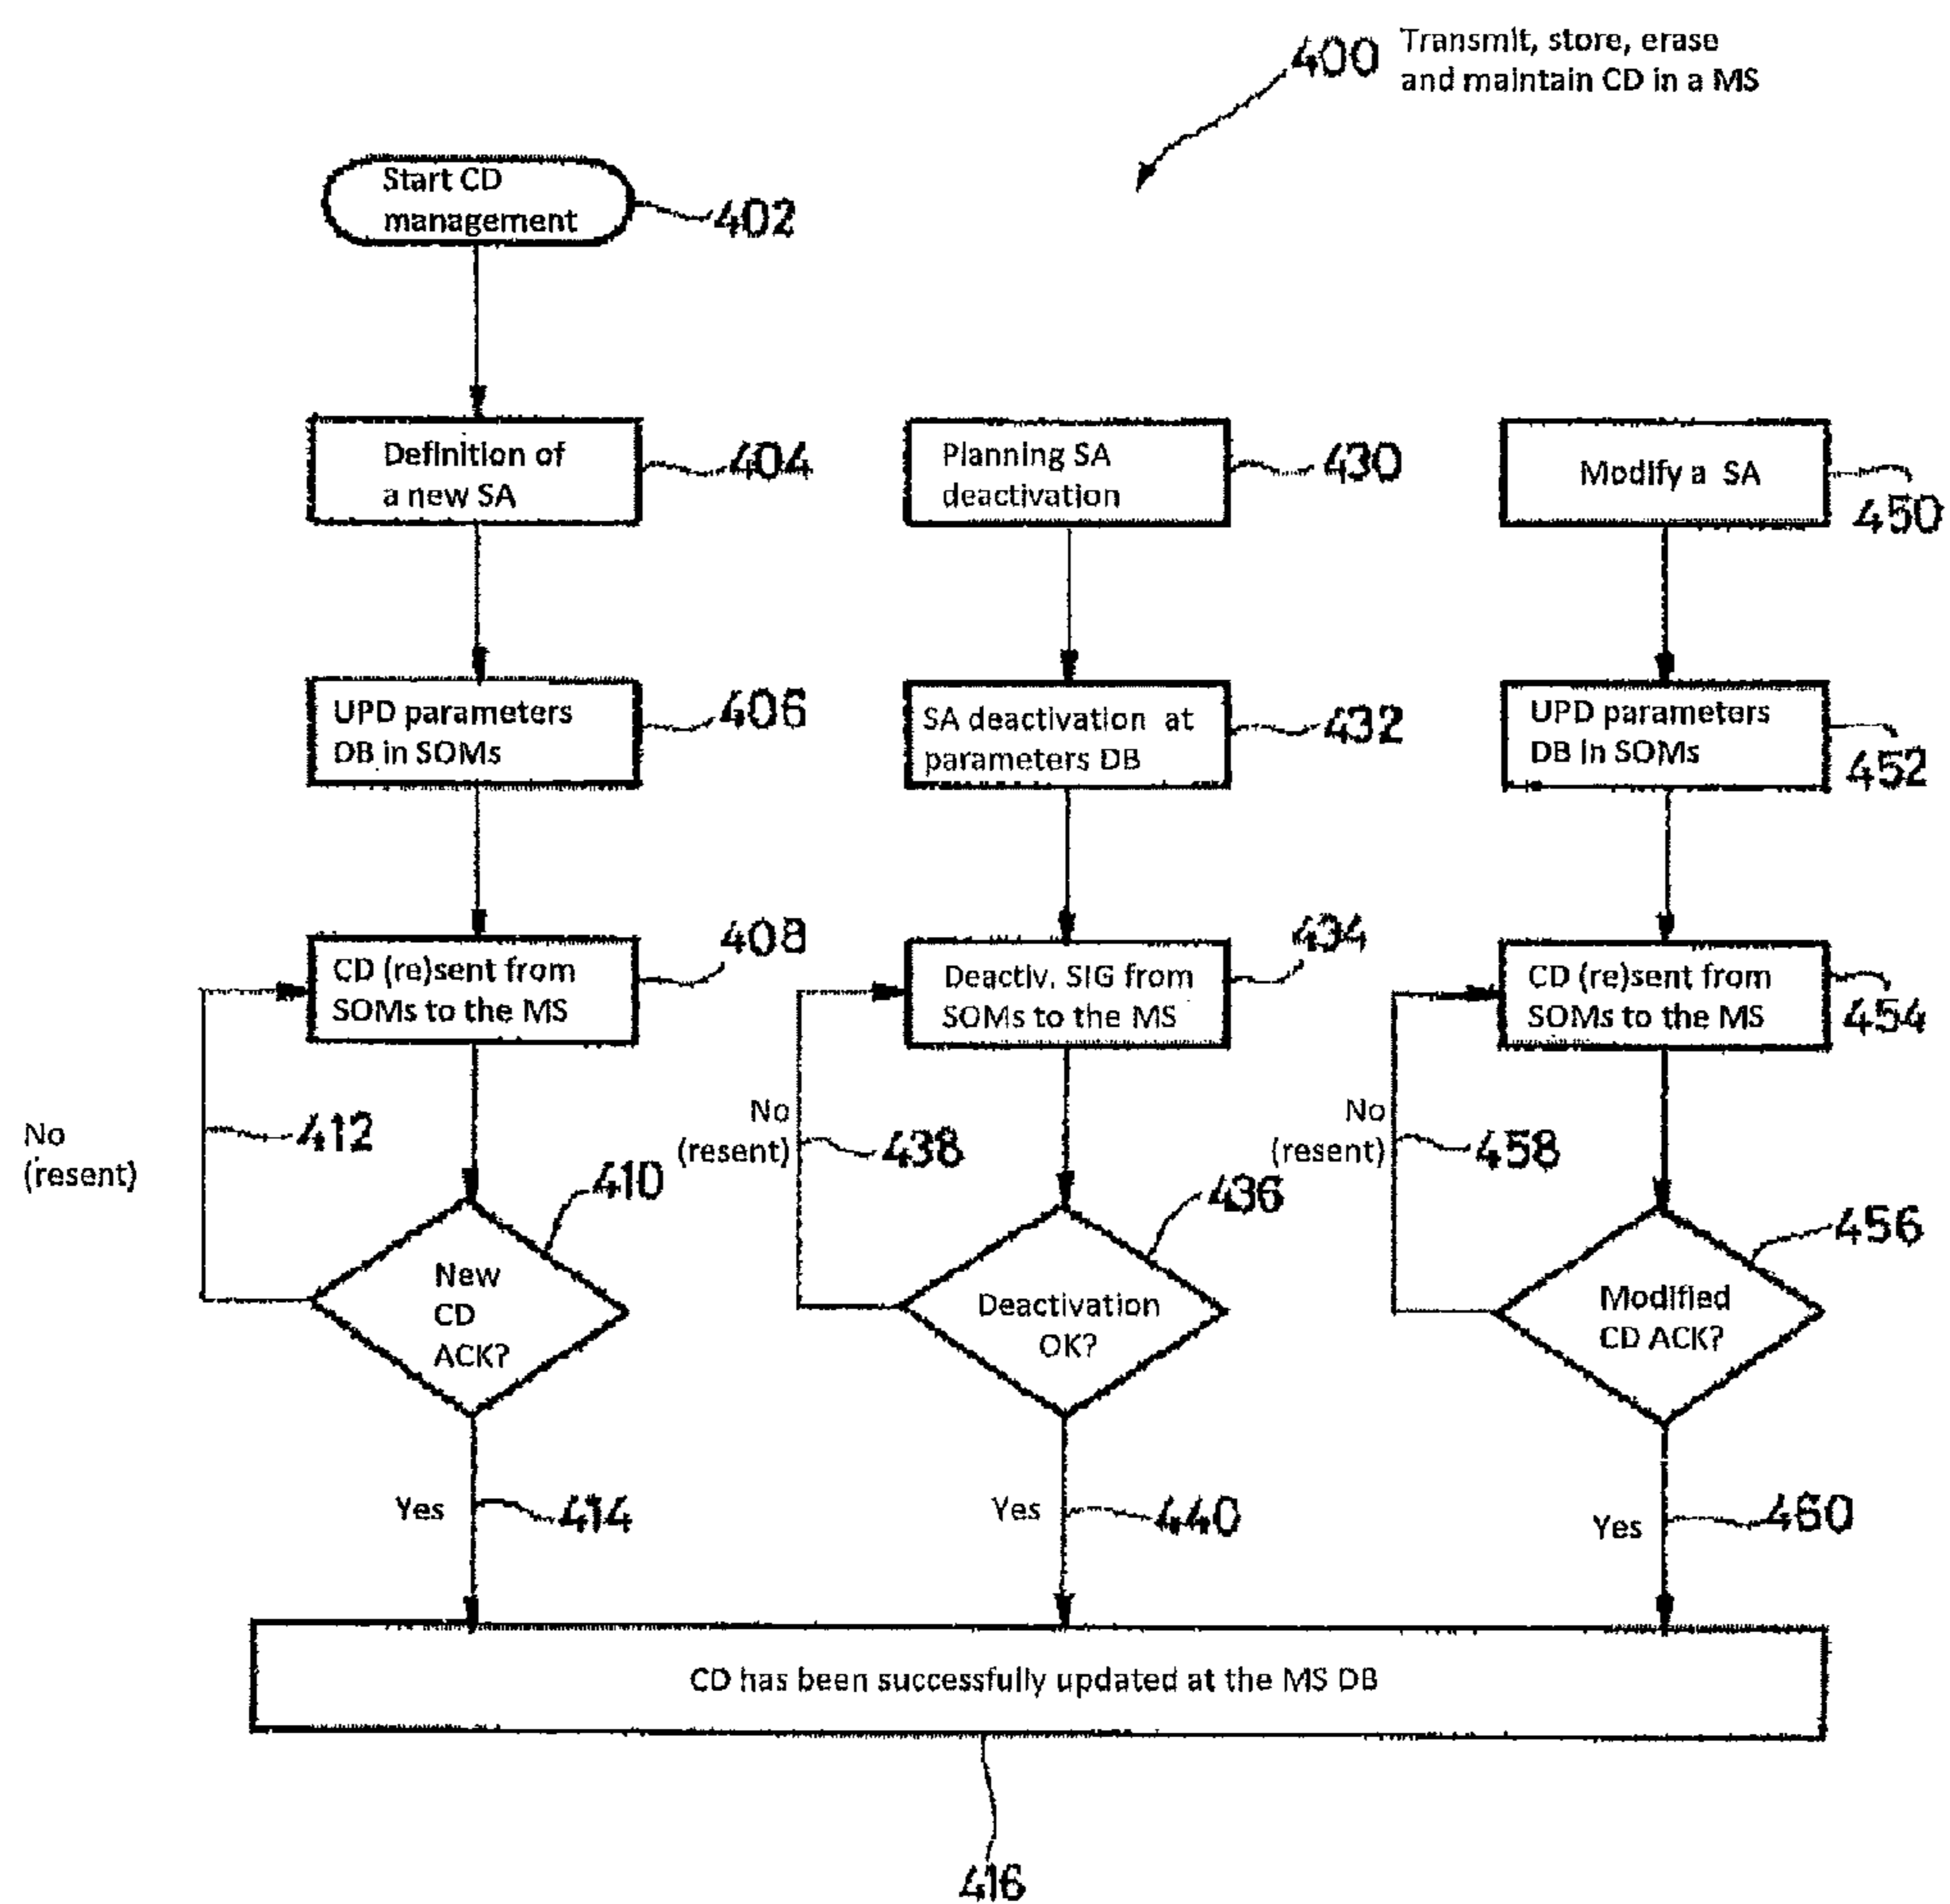 400 Transmit, store, erase
and maintain CD in a MS
Start CD
management
402
Definition of
a new SA
404
Planning SA
deactivation
430
Modify a SA
450
UPD parameters
DB in SOMs
406
SA deactivation at
parameters DB
432
UPD parameters
DB in SOMs
452
CD (re)sent from
SOMs to the MS
408
Deactiv. SIG from
SOMs to the MS
434
CD (re)sent from
SOMs to the MS
454
No
(resent)
412
No
(resent)
438
No
(resent)
458
New
CD
ACK?
410
Deactivation
OK?
436
Modified
CD ACK?
456
Yes
414
Yes
440
Yes
460
CD has been successfully updated at the MS DB
416